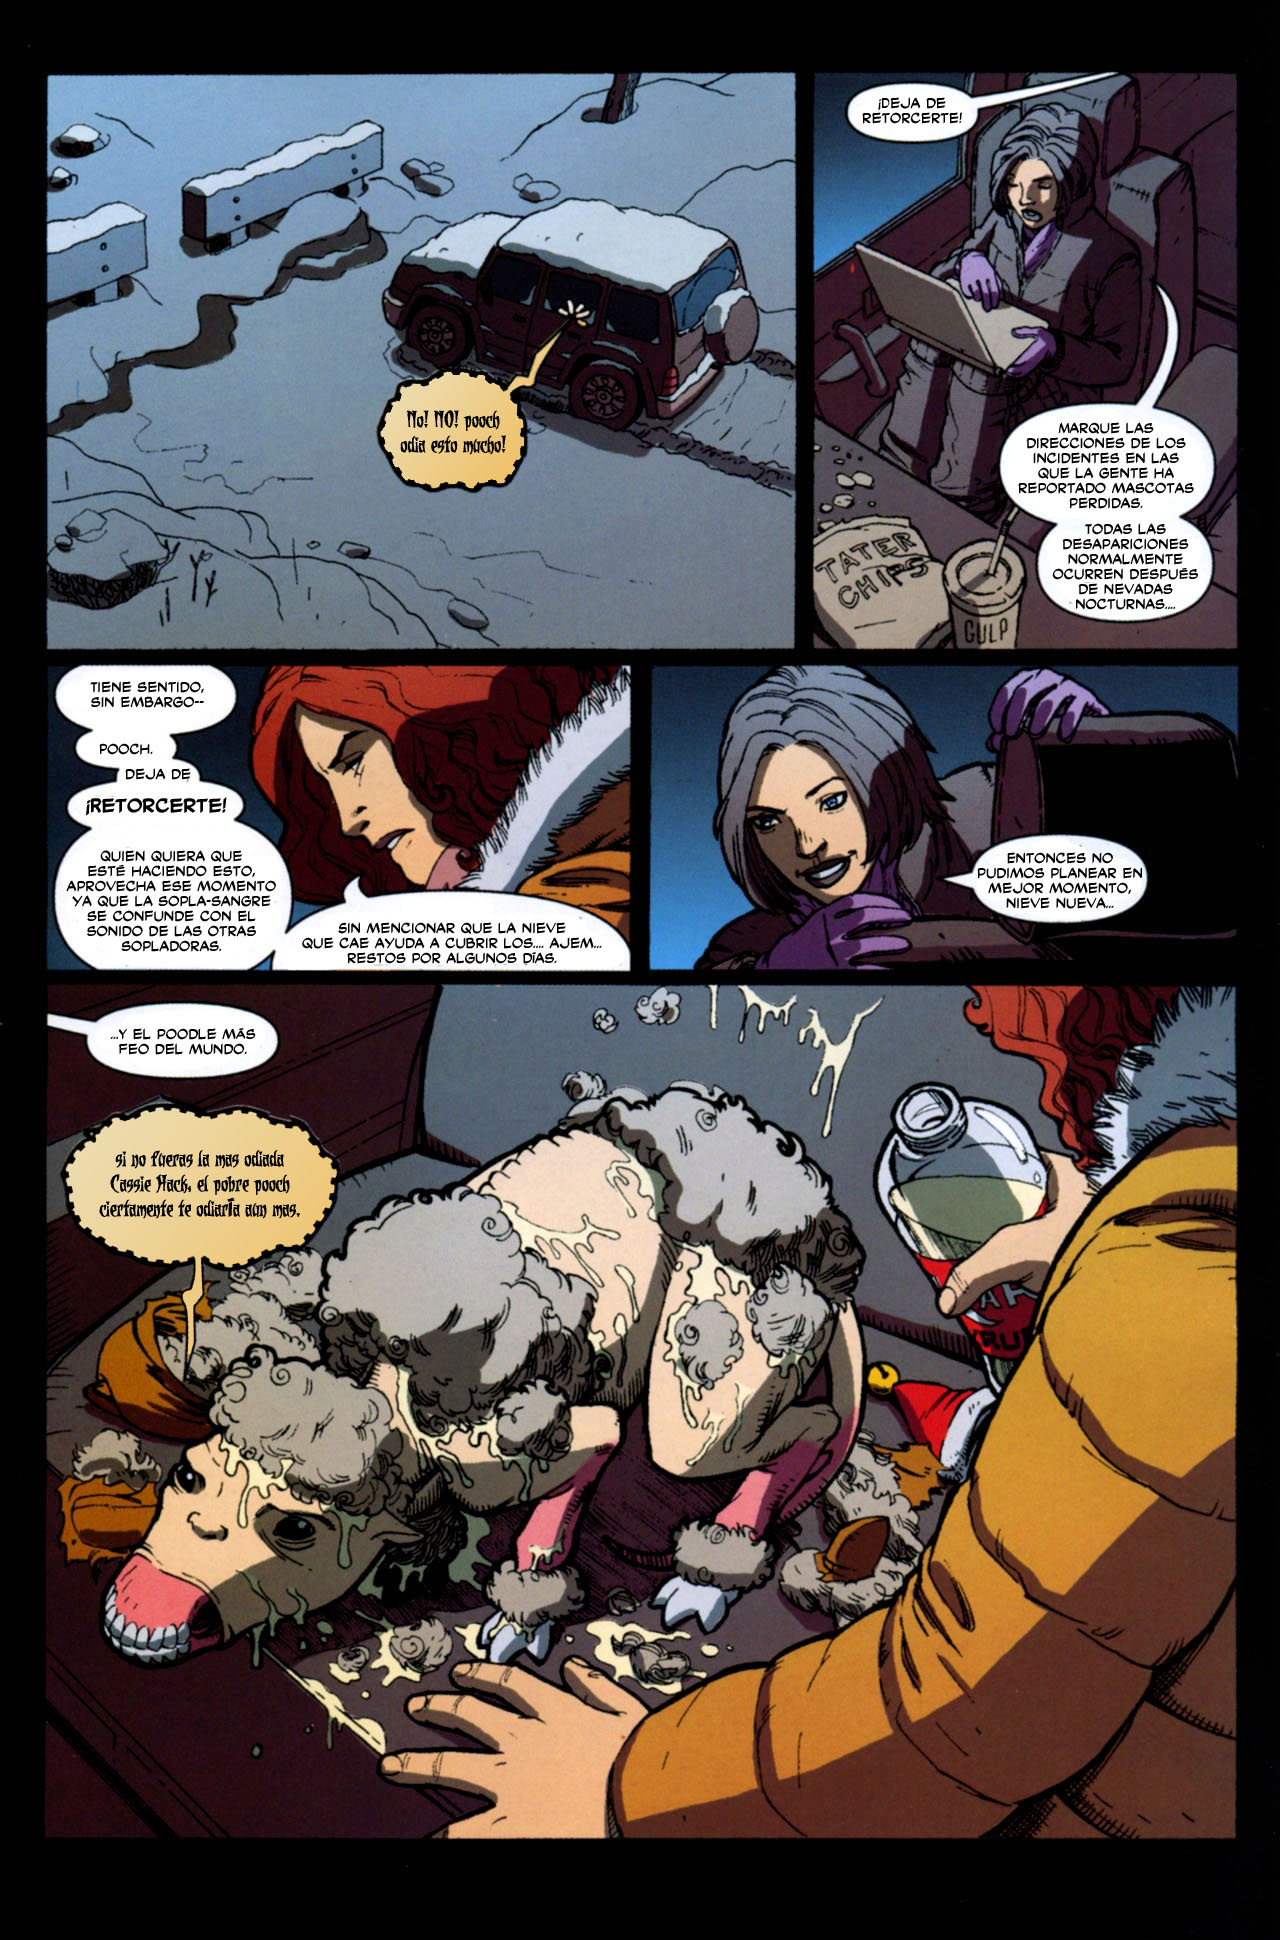 No! NO! pooch
odia esto mucho!
¡DEJA DE
RETORCERTE!
MARQUE LAS
DIRECCIONES DE LOS
INCIDENTES EN LAS
QUE LA GENTE HA
REPORTADO MASCOTAS
PERDIDAS.
TODAS LAS
DESAPARICIONES
NORMALMENTE
OCURREN DESPUÉS
DE NEVADAS
NOCTURNAS....
TATER
CHIPS
GULP
TIENE SENTIDO,
SIN EMBARGO--
POOCH.
DEJA DE
¡RETORCERTE!
QUIEN QUIERA QUE
ESTÉ HACIENDO ESTO,
APROVECHA ESE MOMENTO
YA QUE LA SOPLA-SANGRE
SE CONFUNDE CON EL
SONIDO DE LAS OTRAS
SOPLADORAS.
SIN MENCIONAR QUE LA NIEVE
QUE CAE AYUDA A CUBRIR LOS.... AJEM...
RESTOS POR ALGUNOS DÍAS.
ENTONCES NO
PUDIMOS PLANEAR EN
MEJOR MOMENTO,
NIEVE NUEVA...
...Y EL POODLE MÁS
FEO DEL MUNDO.
si no fueras la mas odiada
Cassie Hack, el pobre pooch
ciertamente te odiaría aun mas.